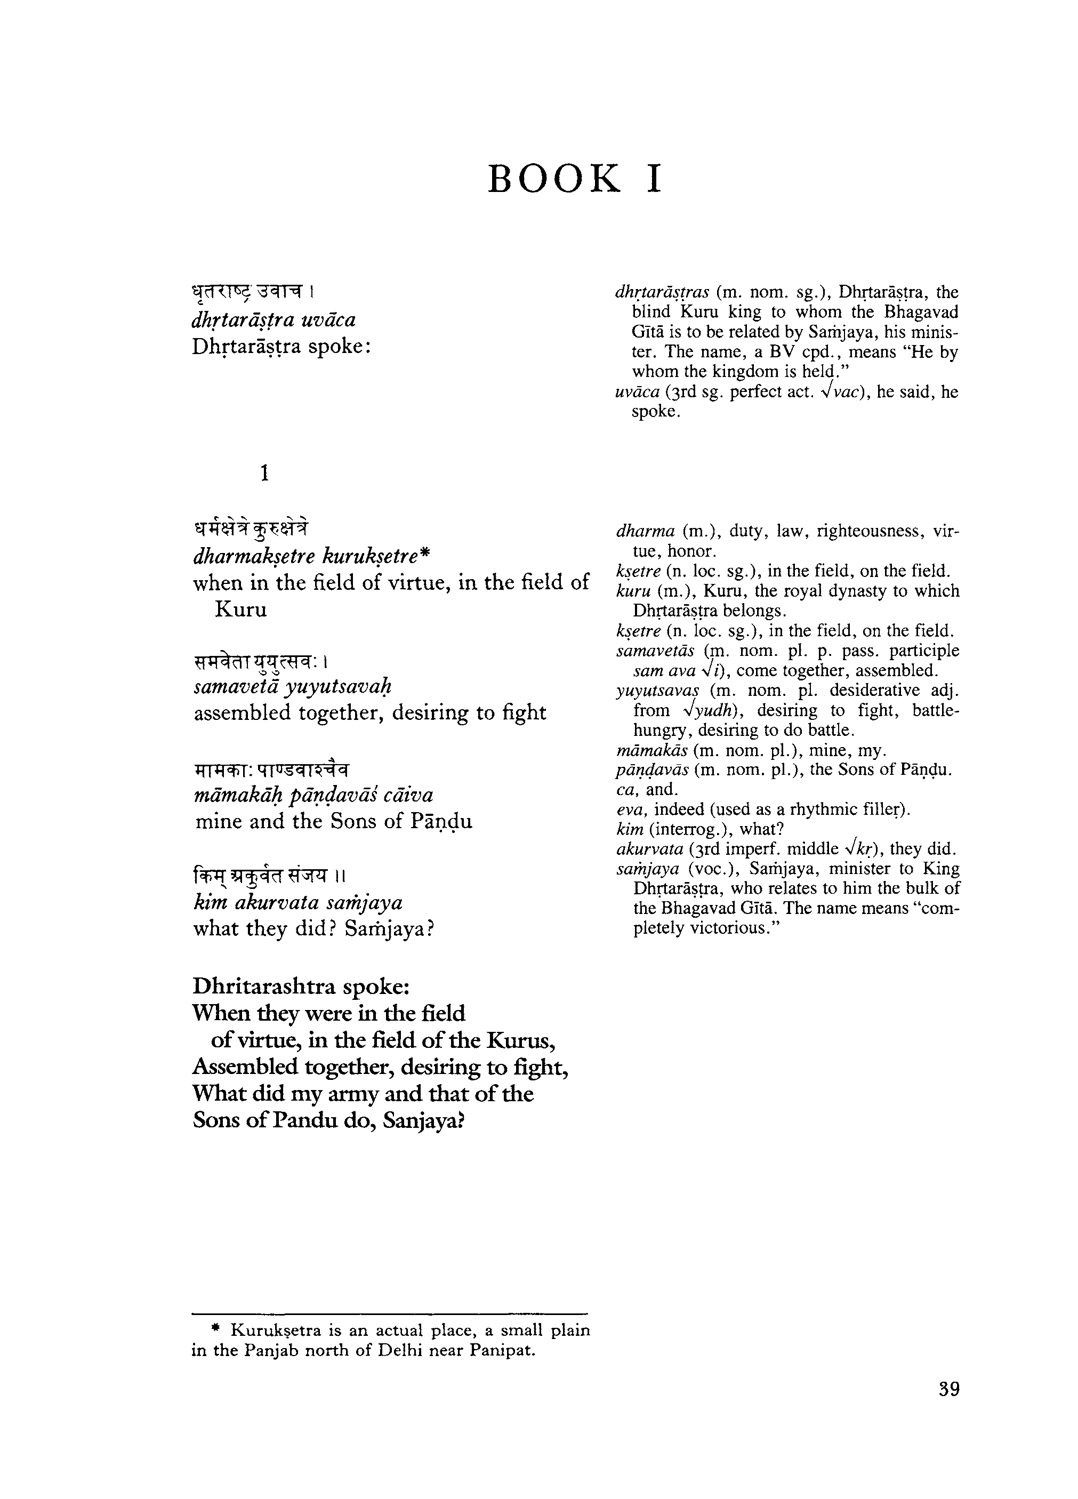 BOOK I
धृतराष्ट्र उवाच ।
dhṛtarāṣṭra uvāca
Dhṛtarāṣṭra spoke:
dhṛtarāṣṭras (m. nom. sg.), Dhṛtarāṣṭra, the
blind Kuru king to whom the Bhagavad
Gītā is to be related by Saṁjaya, his minis-
ter. The name, a BV cpd., means “He by
whom the kingdom is held.”
uvāca (3rd sg. perfect act. √vac), he said, he
spoke.
1
धर्मक्षेत्रे कुरुक्षेत्रे
dharmakṣetre kurukṣetre*
when in the field of virtue, in the field of
Kuru
समवेता युयुत्सवः ।
samavetā yuyutsavaḥ
assembled together, desiring to fight
मामकाः पाण्डवाश्चैव
māmakāḥ pāṇḍavāś cāiva
mine and the Sons of Pāṇḍu
किम् अकुर्वत संजय ॥
kim akurvata saṁjaya
what they did? Saṁjaya?
Dhritarashtra spoke:
When they were in the field
of virtue, in the field of the Kurus,
Assembled together, desiring to fight,
What did my army and that of the
Sons of Pandu do, Sanjaya?
dharma (m.), duty, law, righteousness, vir-
tue, honor.
kṣetre (n. loc. sg.), in the field, on the field.
kuru (m.), Kuru, the royal dynasty to which
Dhṛtarāṣṭra belongs.
kṣetre (n. loc. sg.), in the field, on the field.
samavetās (m. nom. pl. p. pass. participle
sam ava √i), come together, assembled.
yuyutsavas (m. nom. pl. desiderative adj.
from √yudh), desiring to fight, battle-
hungry, desiring to do battle.
māmakās (m. nom. pl.), mine, my.
pāṇḍavās (m. nom. pl.), the Sons of Pāṇḍu.
ca, and.
eva, indeed (used as a rhythmic filler).
kim (interrog.), what?
akurvata (3rd imperf. middle √kṛ), they did.
saṁjaya (voc.), Saṁjaya, minister to King
Dhṛtarāṣṭra, who relates to him the bulk of
the Bhagavad Gītā. The name means “com-
pletely victorious.”
* Kurukṣetra is an actual place, a small plain
in the Panjab north of Delhi near Panipat.
39